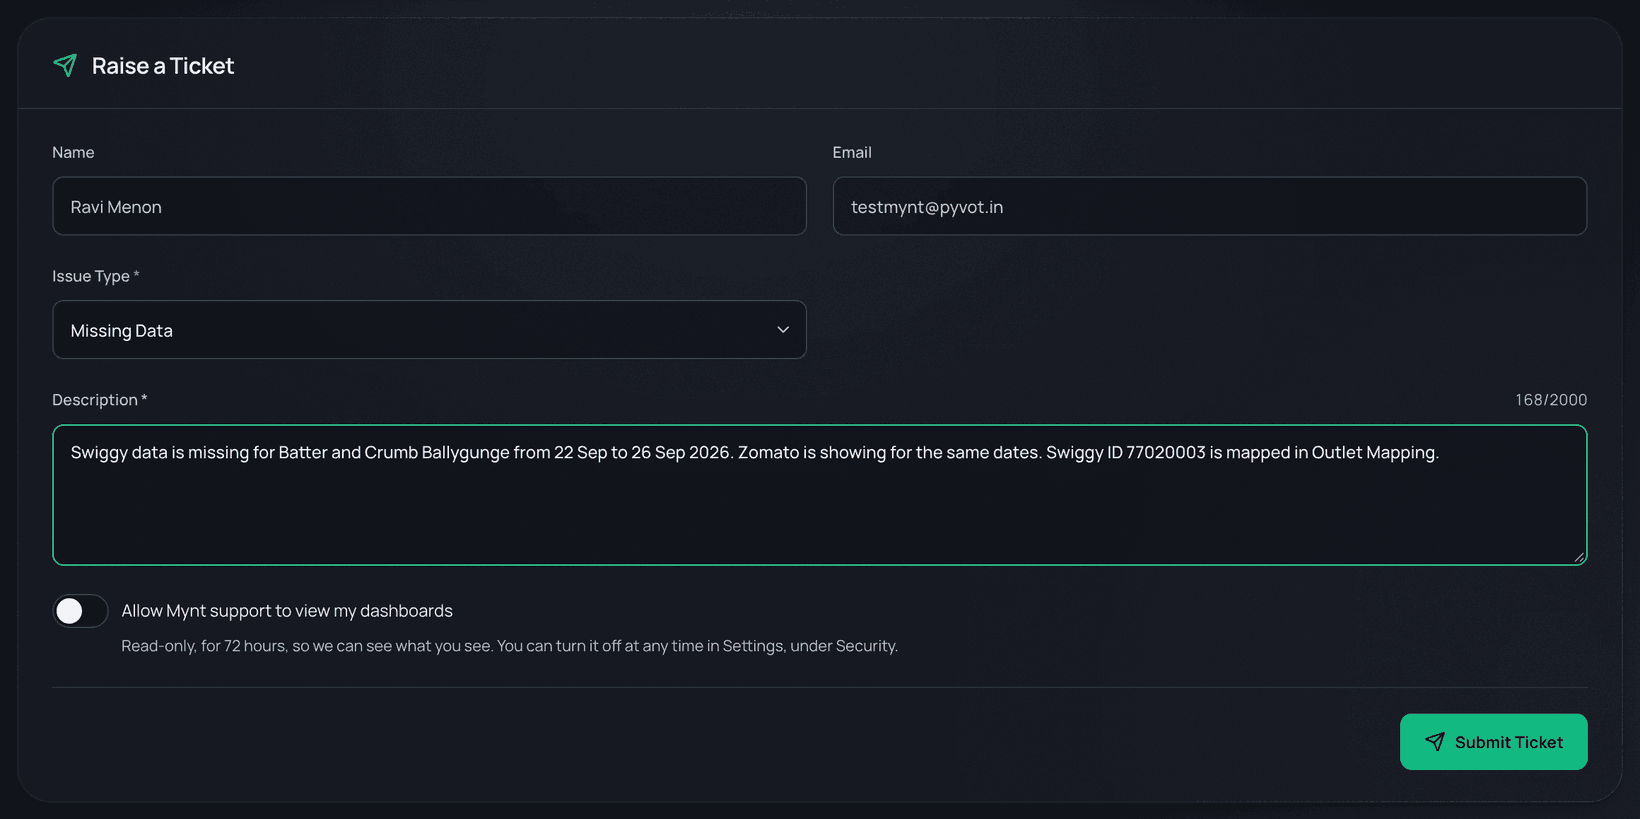 Raise a Ticket
Name
Email
Ravi Menon
testmynt@pyvot.in
Issue Type *
Missing Data
Description *
168/2000
Swiggy data is missing for Batter and Crumb Ballygunge from 22 Sep to 26 Sep 2026. Zomato is showing for the same dates. Swiggy ID 77020003 is mapped in Outlet Mapping.
Allow Mynt support to view my dashboards
Read-only, for 72 hours, so we can see what you see. You can turn it off at any time in Settings, under Security.
Submit Ticket